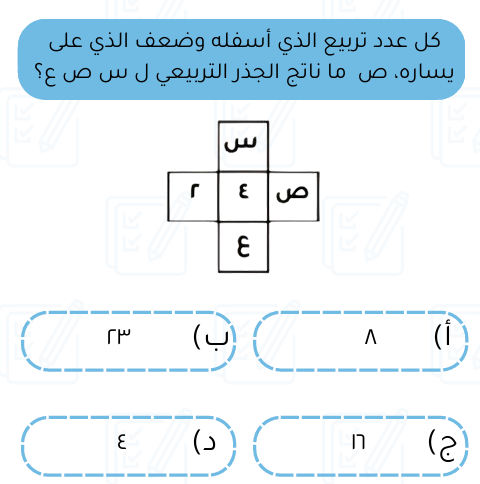 كل عدد تربيع الذي أسفله وضعف الذي على
يساره، ص ما ناتج الجذر التربيعي ل س ص ع؟
س
ص ٤ ٢
ع
أ) ٨
ب) ٢٣
ج) ١٦
د) ٤